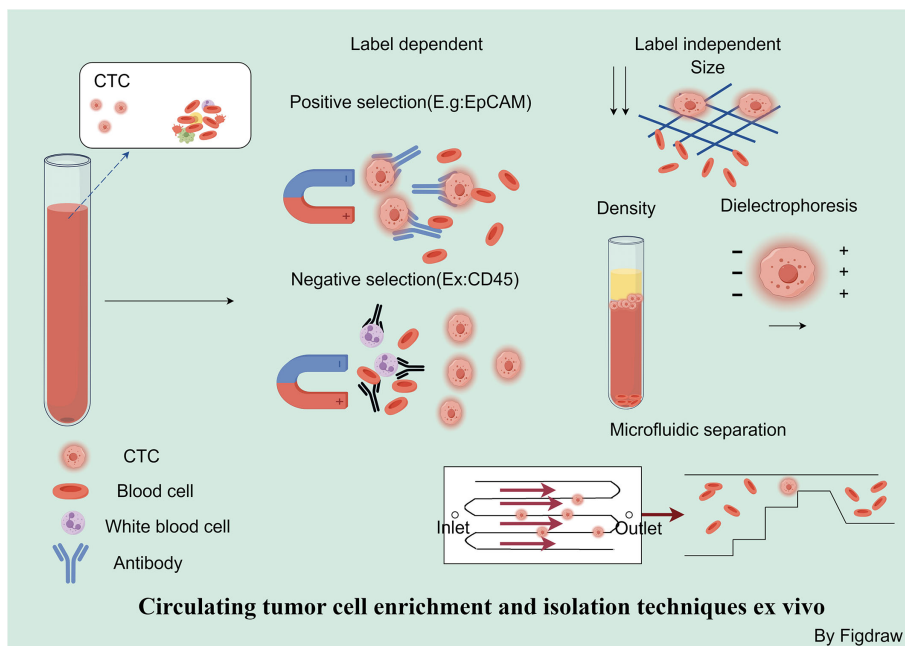 CTC
Label dependent
Positive selection(E.g:EpCAM)
−
+
Negative selection(Ex:CD45)
−
+
Label independent
Size
Density
Dielectrophoresis
− +
− +
− +
Microfluidic separation
Inlet
Outlet
CTC
Blood cell
White blood cell
Antibody
Circulating tumor cell enrichment and isolation techniques ex vivo
By Figdraw